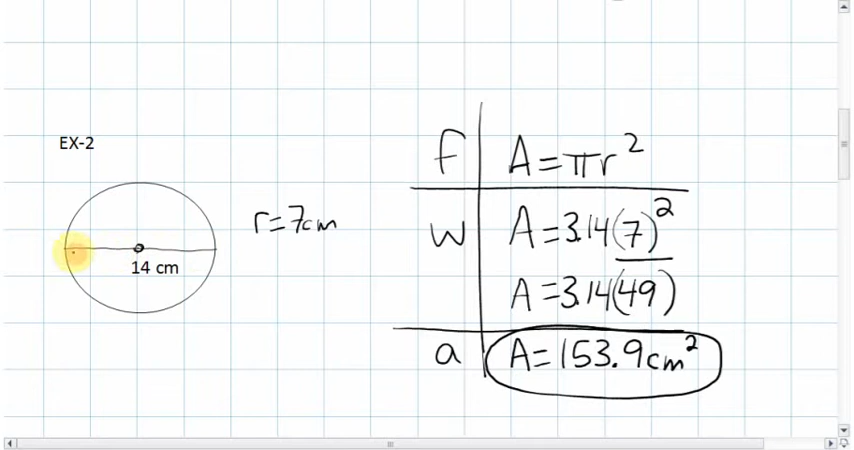 EX-2
14 cm
r=7cm
f A=πr²
w A=3.14(7)²
A=3.14(49)
a A=153.9cm²